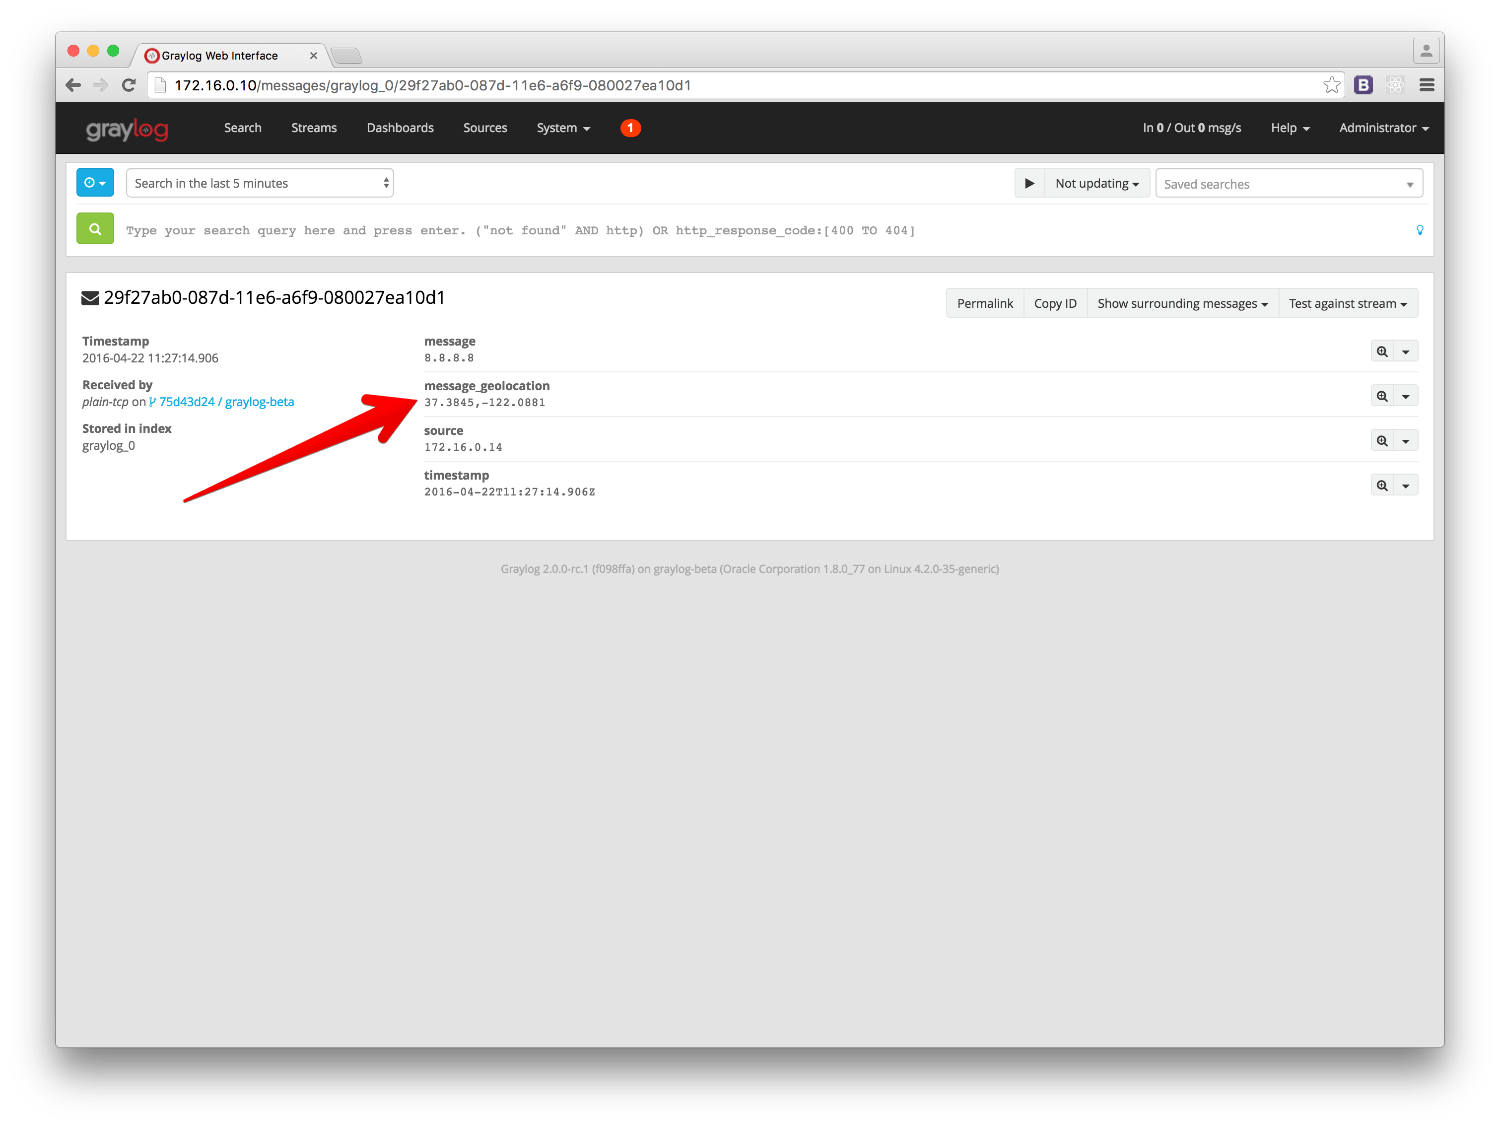 Graylog Web Interface
172.16.0.10/messages/graylog_0/29f27ab0-087d-11e6-a6f9-080027ea10d1
B
graylog Search Streams Dashboards Sources System 1 In 0 / Out 0 msg/s Help Administrator
Search in the last 5 minutes Not updating Saved searches
Type your search query here and press enter. ("not found" AND http) OR http_response_code:[400 TO 404]
29f27ab0-087d-11e6-a6f9-080027ea10d1
Permalink Copy ID Show surrounding messages Test against stream
Timestamp
2016-04-22 11:27:14.906
Received by
plain-tcp on 75d43d24 / graylog-beta
Stored in index
graylog_0
message
8.8.8.8
message_geolocation
37.3845,-122.0881
source
172.16.0.14
timestamp
2016-04-22T11:27:14.906Z
Graylog 2.0.0-rc.1 (f098ffa) on graylog-beta (Oracle Corporation 1.8.0_77 on Linux 4.2.0-35-generic)